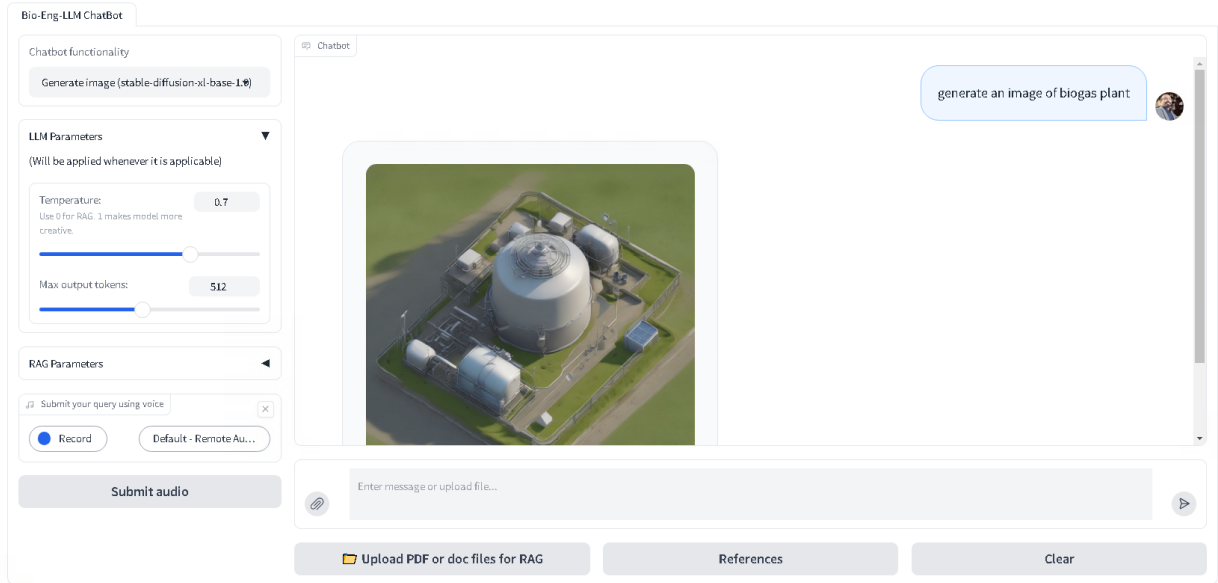 Bio-Eng-LLM ChatBot
Chatbot functionality
Generate image (stable-diffusion-xl-base-1.0)
LLM Parameters
(Will be applied whenever it is applicable)
Temperature:
0.7
Use 0 for RAG. 1 makes model more
creative.
Max output tokens:
512
RAG Parameters
Submit your query using voice
Record
Default - Remote Au...
Submit audio
Chatbot
generate an image of biogas plant
Enter message or upload file...
Upload PDF or doc files for RAG
References
Clear